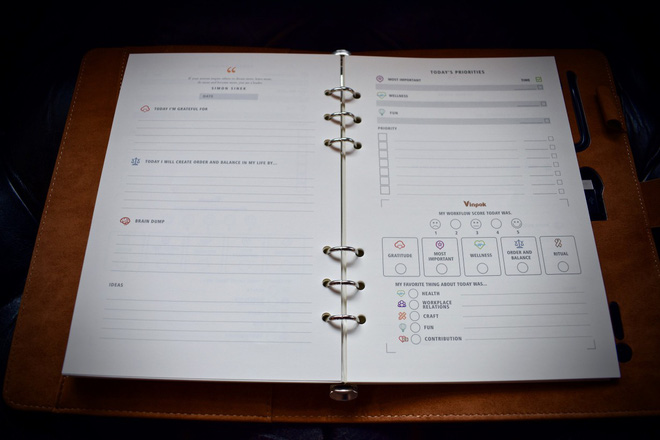 SIMON SINEK
DATE
TODAY I'M GRATEFUL FOR
TODAY I WILL CREATE ORDER AND BALANCE IN MY LIFE BY...
BRAIN DUMP
IDEAS
TODAY'S PRIORITIES
MOST IMPORTANT
WELLNESS
FUN
PRIORITY
MY WORKFLOW SCORE TODAY WAS.
1 2 3 4 5
GRATITUDE
MOST IMPORTANT
WELLNESS
ORDER AND BALANCE
RITUAL
MY FAVORITE THING ABOUT TODAY WAS...
HEALTH
WORKPLACE RELATIONS
CRAFT
FUN
CONTRIBUTION